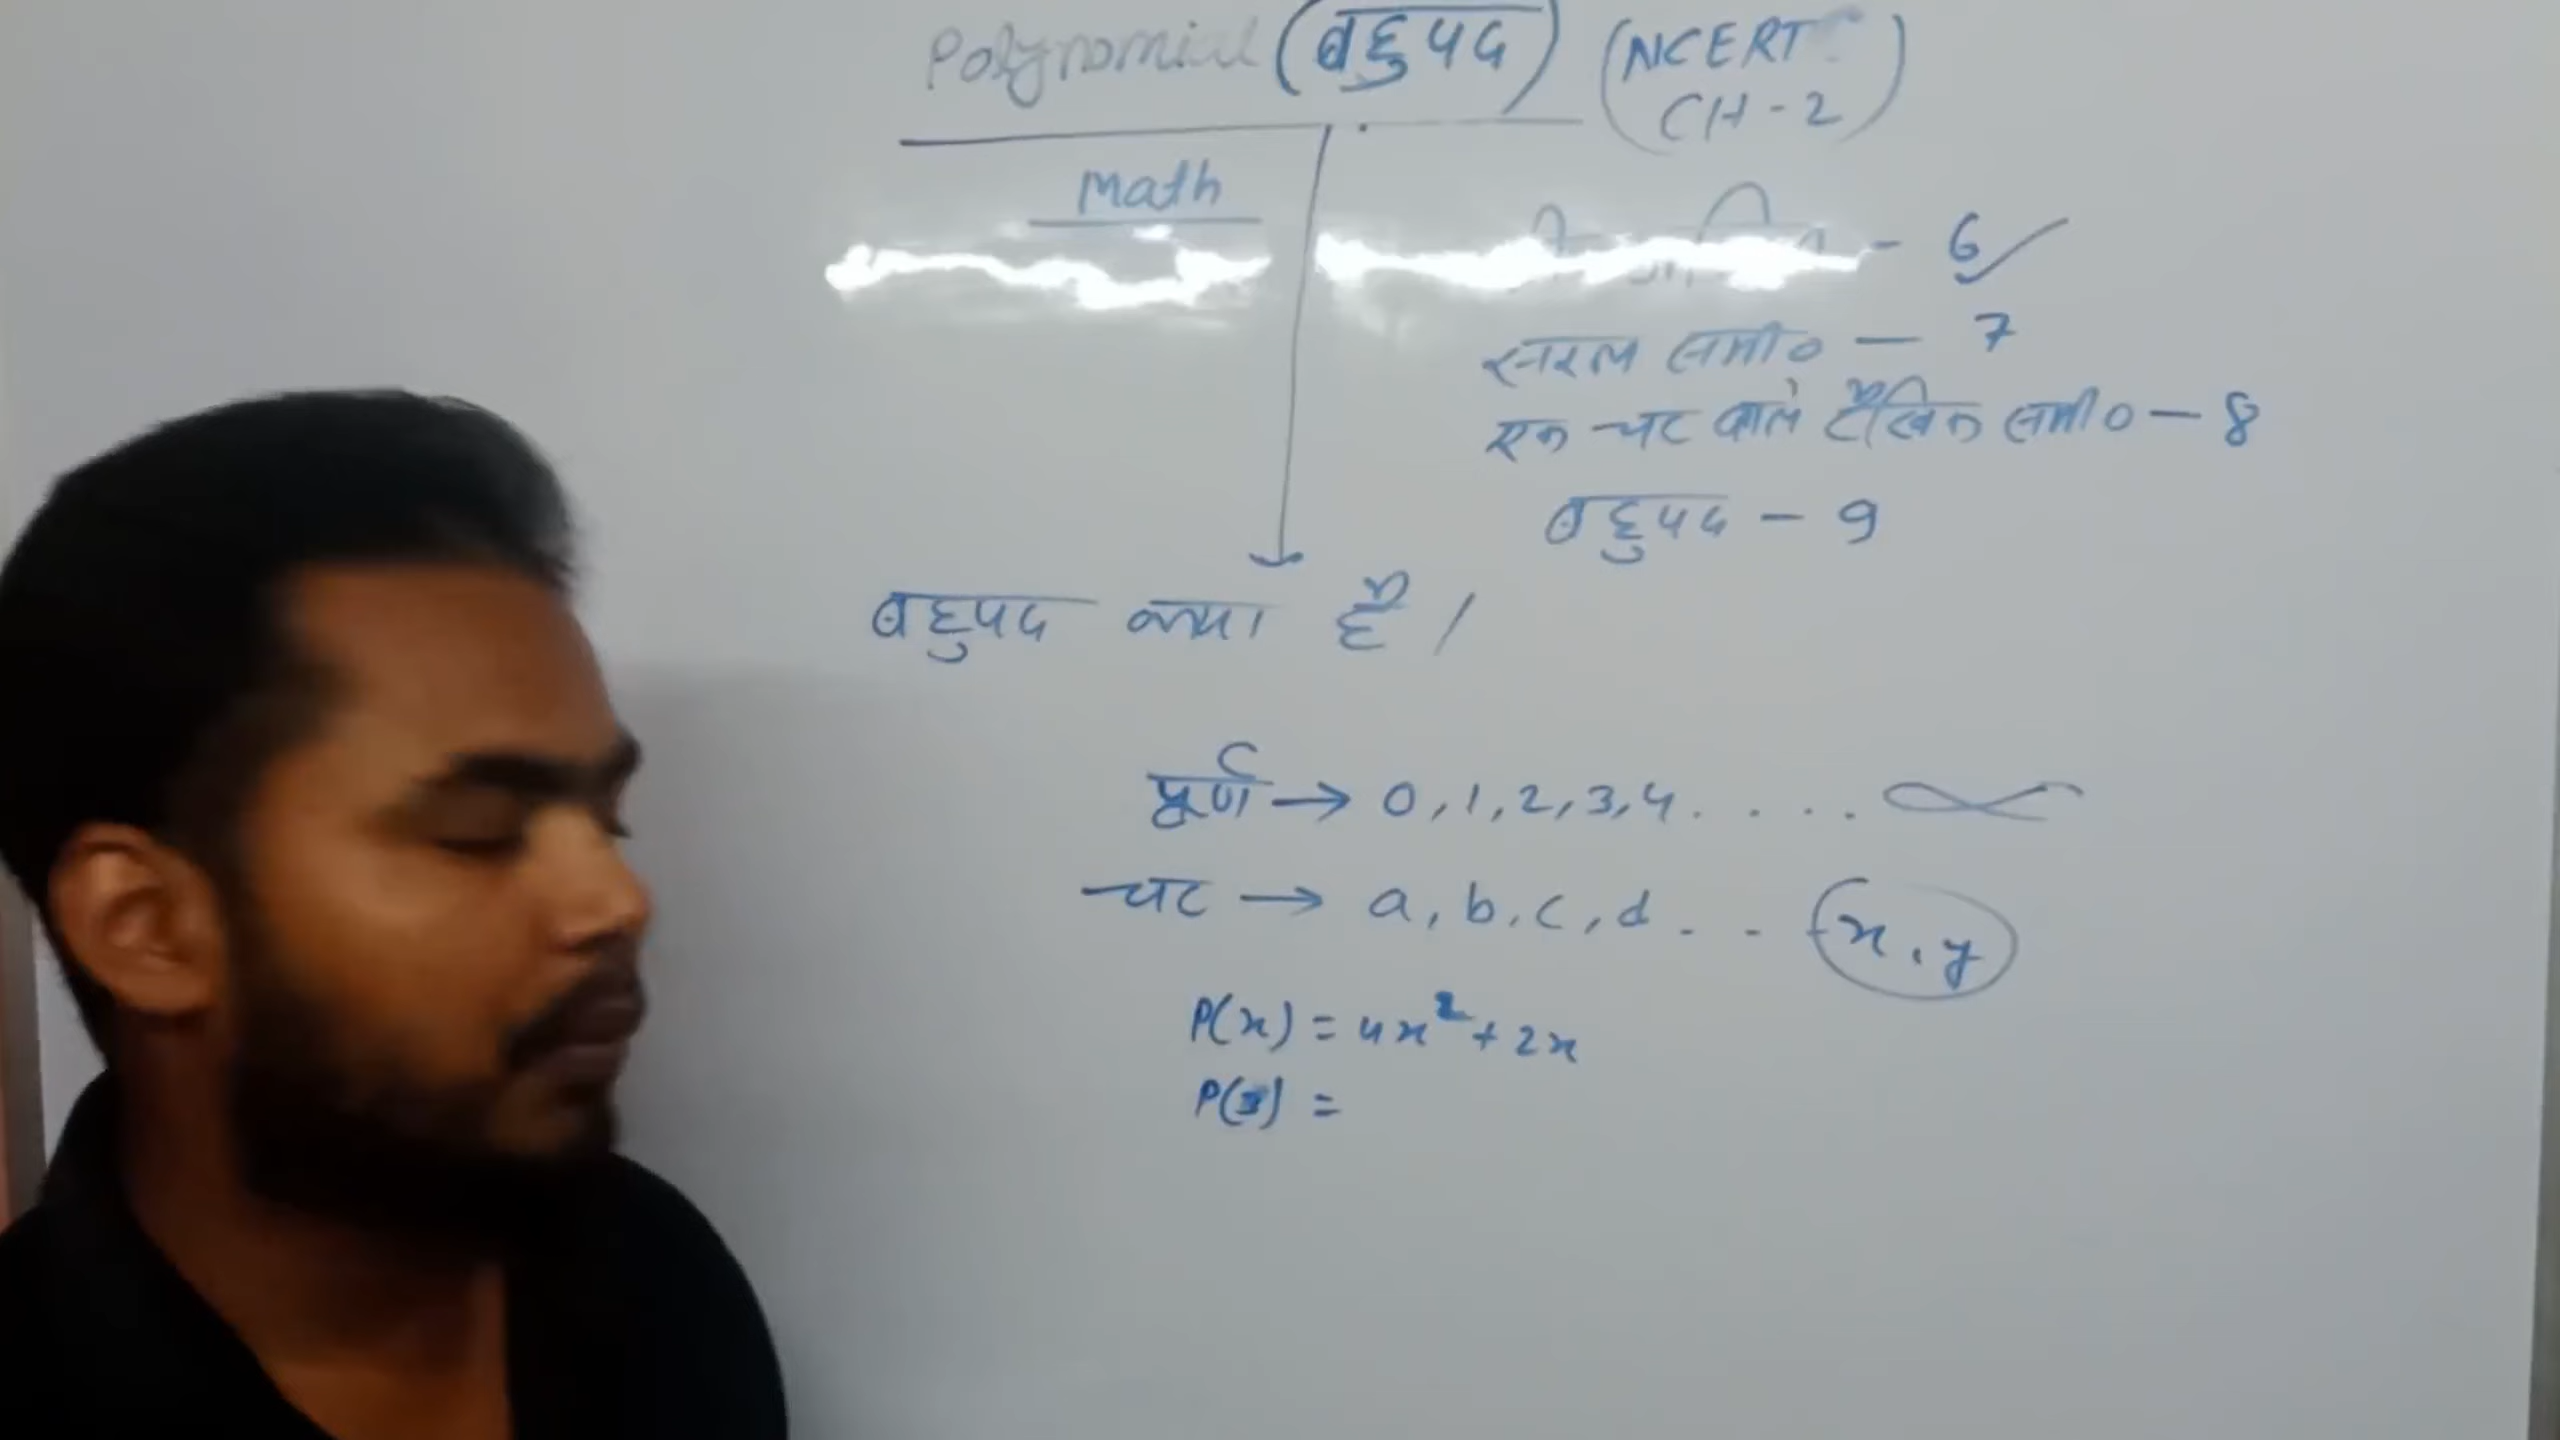 Polynomial (बहुपद) (NCERT
CH-2)
Math
- 6
सरल समी० - 7
एक चर वाले रैखिक समी० - 8
बहुपद - 9
बहुपद क्या है /
पूर्ण → 0, 1, 2, 3, 4 . . . . . ∞
चर → a, b, c, d - - - x, y
P(x) = 4x² + 2x
P( ) =